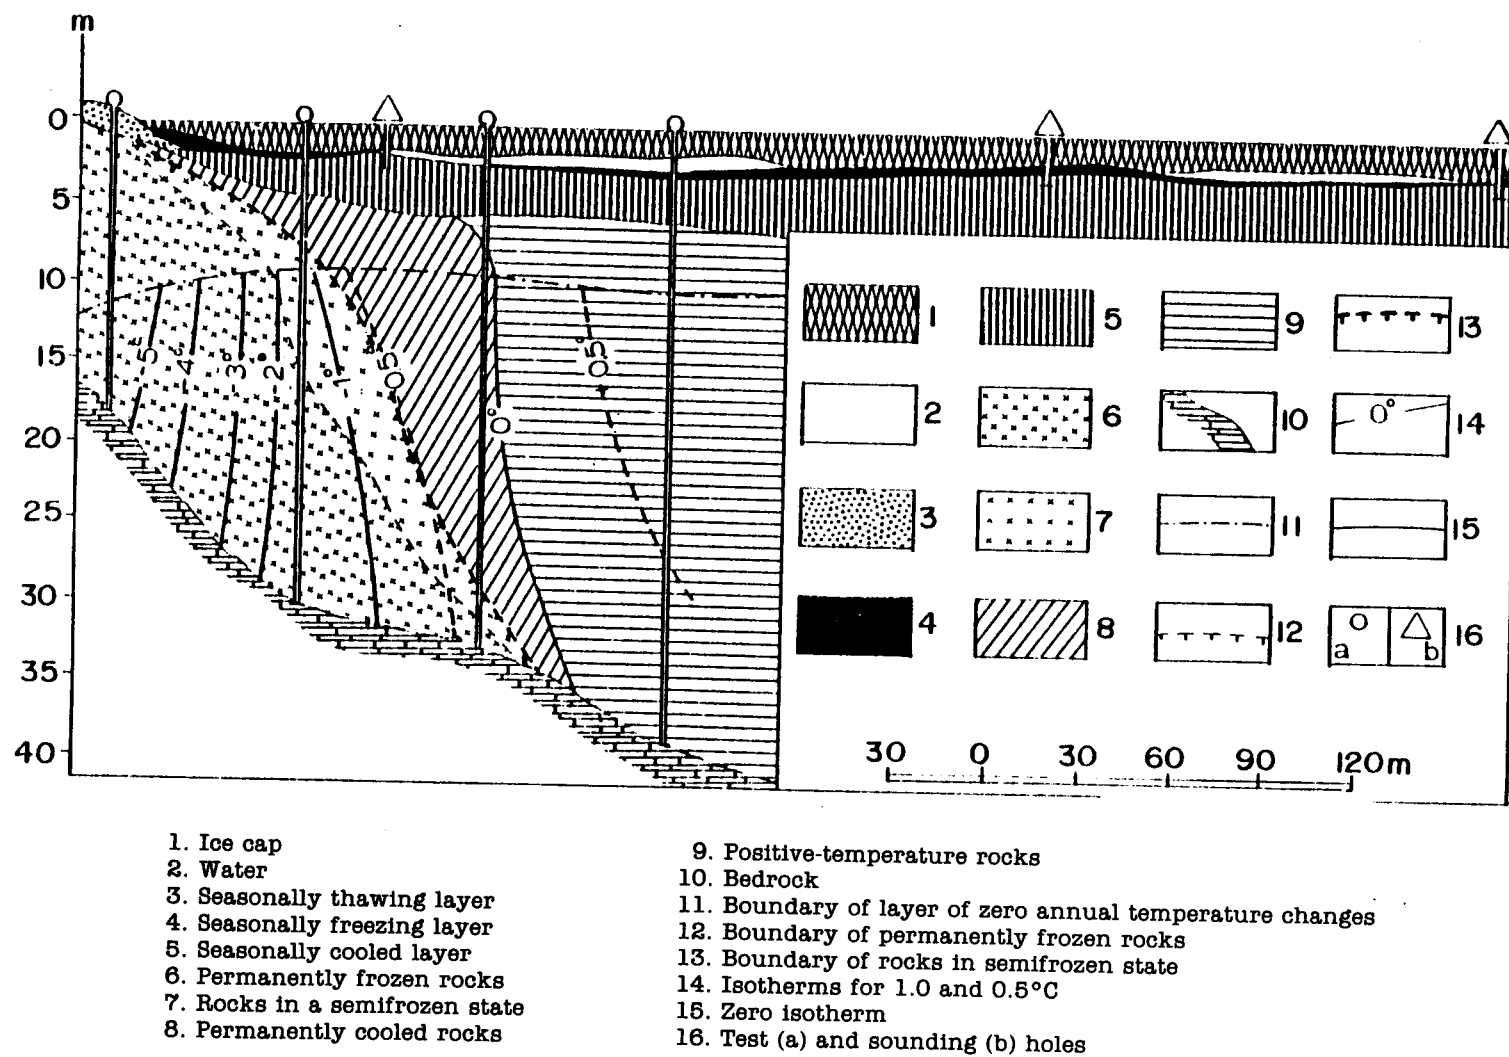 m
0
5
10
15
20
25
30
35
40
5°
4°
3°
2°
1°
0.5°
0°
0.5°
1
5
9
13
2
6
10
0°
14
3
7
11
15
4
8
12
a
b
16
30 0 30 60 90 120m
1. Ice cap
2. Water
3. Seasonally thawing layer
4. Seasonally freezing layer
5. Seasonally cooled layer
6. Permanently frozen rocks
7. Rocks in a semifrozen state
8. Permanently cooled rocks
9. Positive-temperature rocks
10. Bedrock
11. Boundary of layer of zero annual temperature changes
12. Boundary of permanently frozen rocks
13. Boundary of rocks in semifrozen state
14. Isotherms for 1.0 and 0.5°C
15. Zero isotherm
16. Test (a) and sounding (b) holes